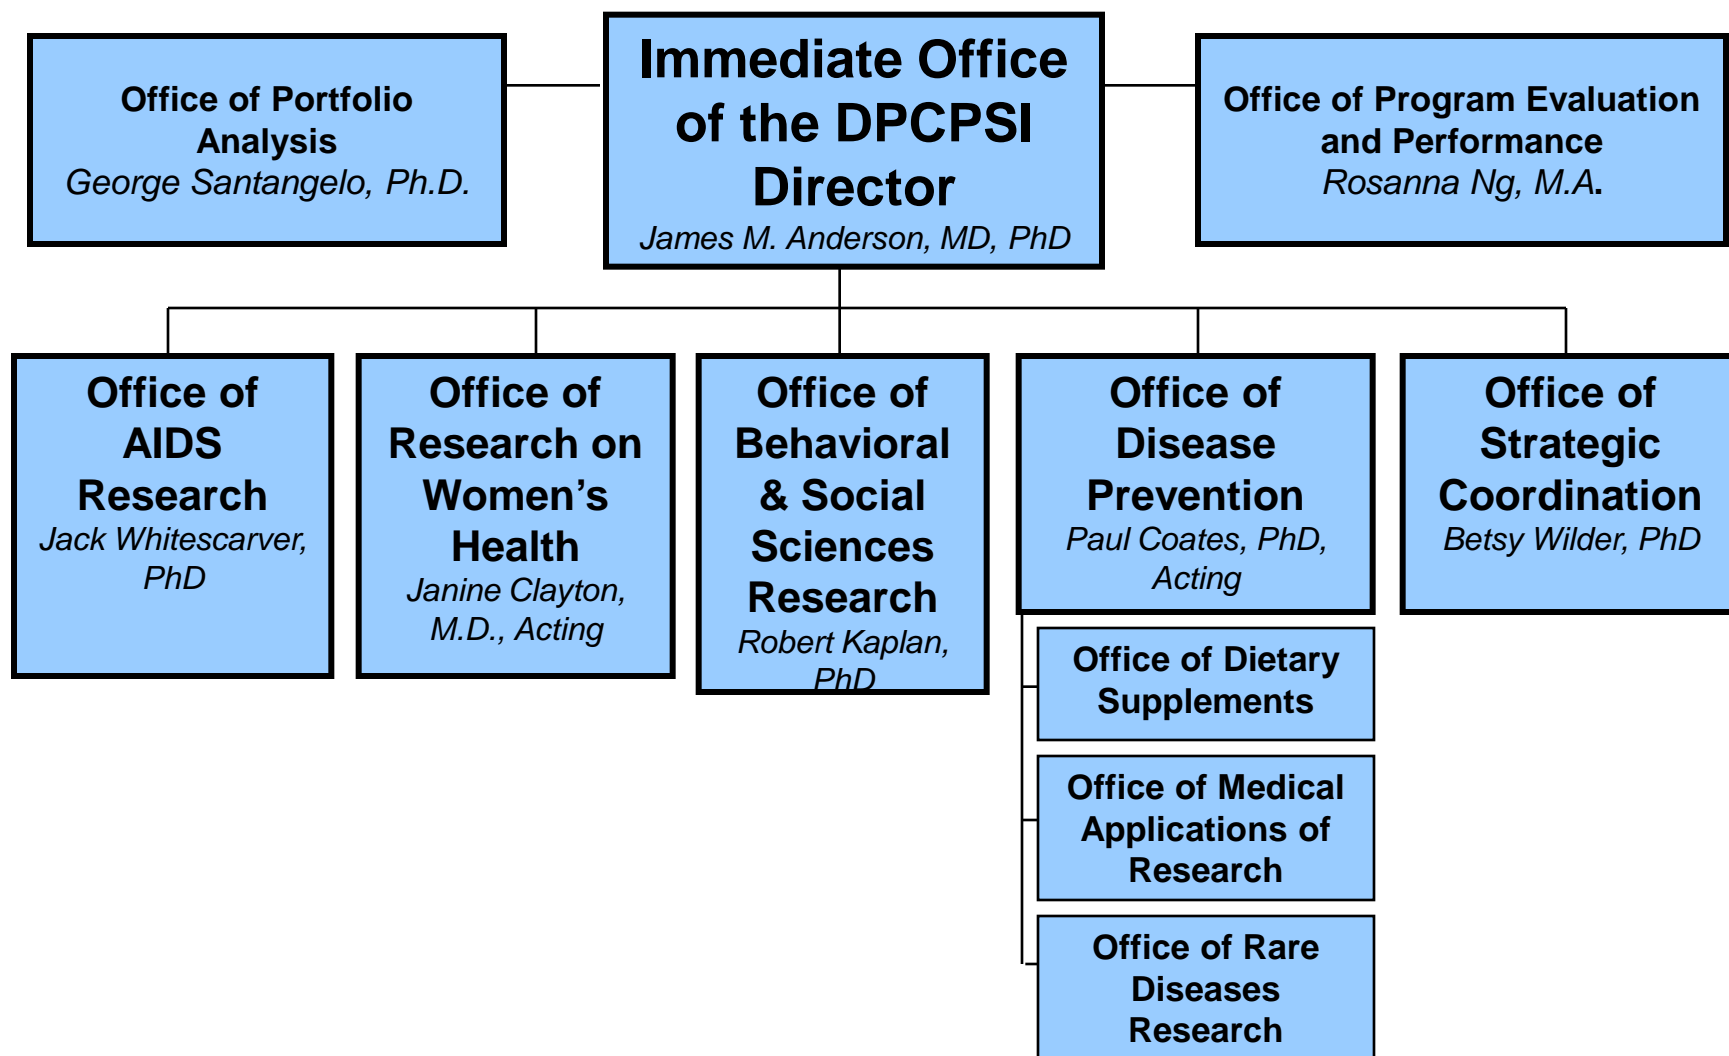 Office of Portfolio
Analysis
George Santangelo, Ph.D.
Immediate Office
of the DPCPSI
Director
James M. Anderson, MD, PhD
Office of Program Evaluation
and Performance
Rosanna Ng, M.A.
Office of
AIDS
Research
Jack Whitescarver,
PhD
Office of
Research on
Women’s
Health
Janine Clayton,
M.D., Acting
Office of
Behavioral
& Social
Sciences
Research
Robert Kaplan,
PhD
Office of
Disease
Prevention
Paul Coates, PhD,
Acting
Office of
Strategic
Coordination
Betsy Wilder, PhD
Office of Dietary
Supplements
Office of Medical
Applications of
Research
Office of Rare
Diseases
Research